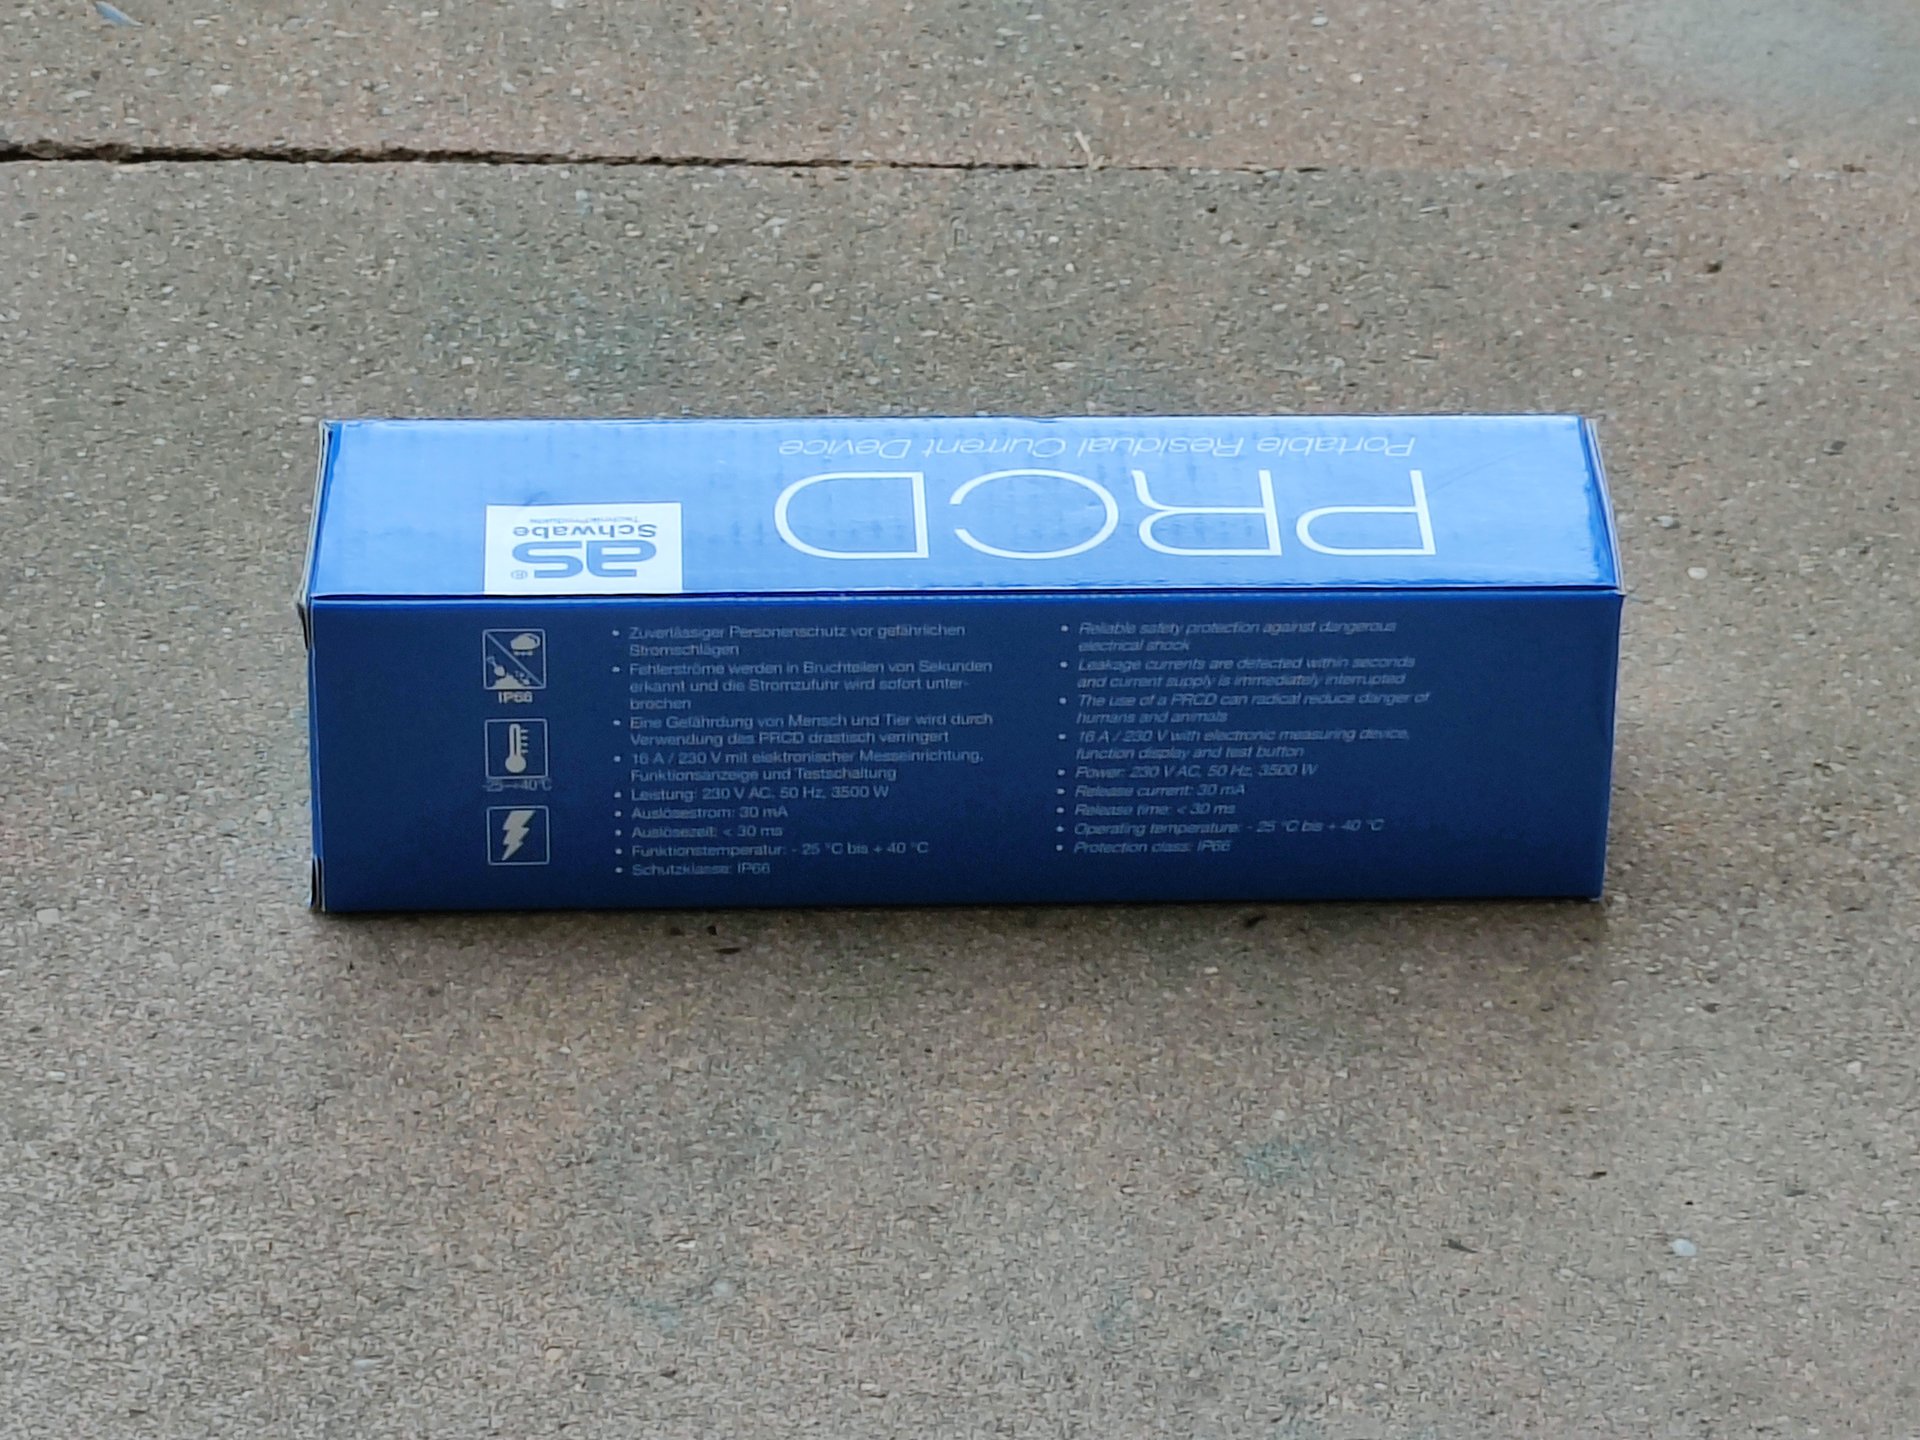 PRCD
Portable Residual Current Device
as®
Schwabe
IP66
-25~+40°C
• Zuverlässiger Personenschutz vor gefährlichen
Stromschlägen
• Fehlerströme werden in Bruchteilen von Sekunden
erkannt und die Stromzufuhr wird sofort unter-
brochen
• Eine Gefährdung von Mensch und Tier wird durch
Verwendung des PRCD drastisch verringert
• 16 A / 230 V mit elektronischer Messeinrichtung,
Funktionsanzeige und Testschaltung
• Leistung: 230 V AC, 50 Hz, 3500 W
• Auslösestrom: 30 mA
• Auslösezeit: < 30 ms
• Funktionstemperatur: - 25 °C bis + 40 °C
• Schutzklasse: IP66
• Reliable safety protection against dangerous
electrical shock
• Leakage currents are detected within seconds
and current supply is immediately interrupted
• The use of a PRCD can radical reduce danger of
humans and animals
• 16 A / 230 V with electronic measuring device,
function display and test button
• Power: 230 V AC, 50 Hz, 3500 W
• Release current: 30 mA
• Release time: < 30 ms
• Operating temperature: - 25 °C bis + 40 °C
• Protection class: IP66